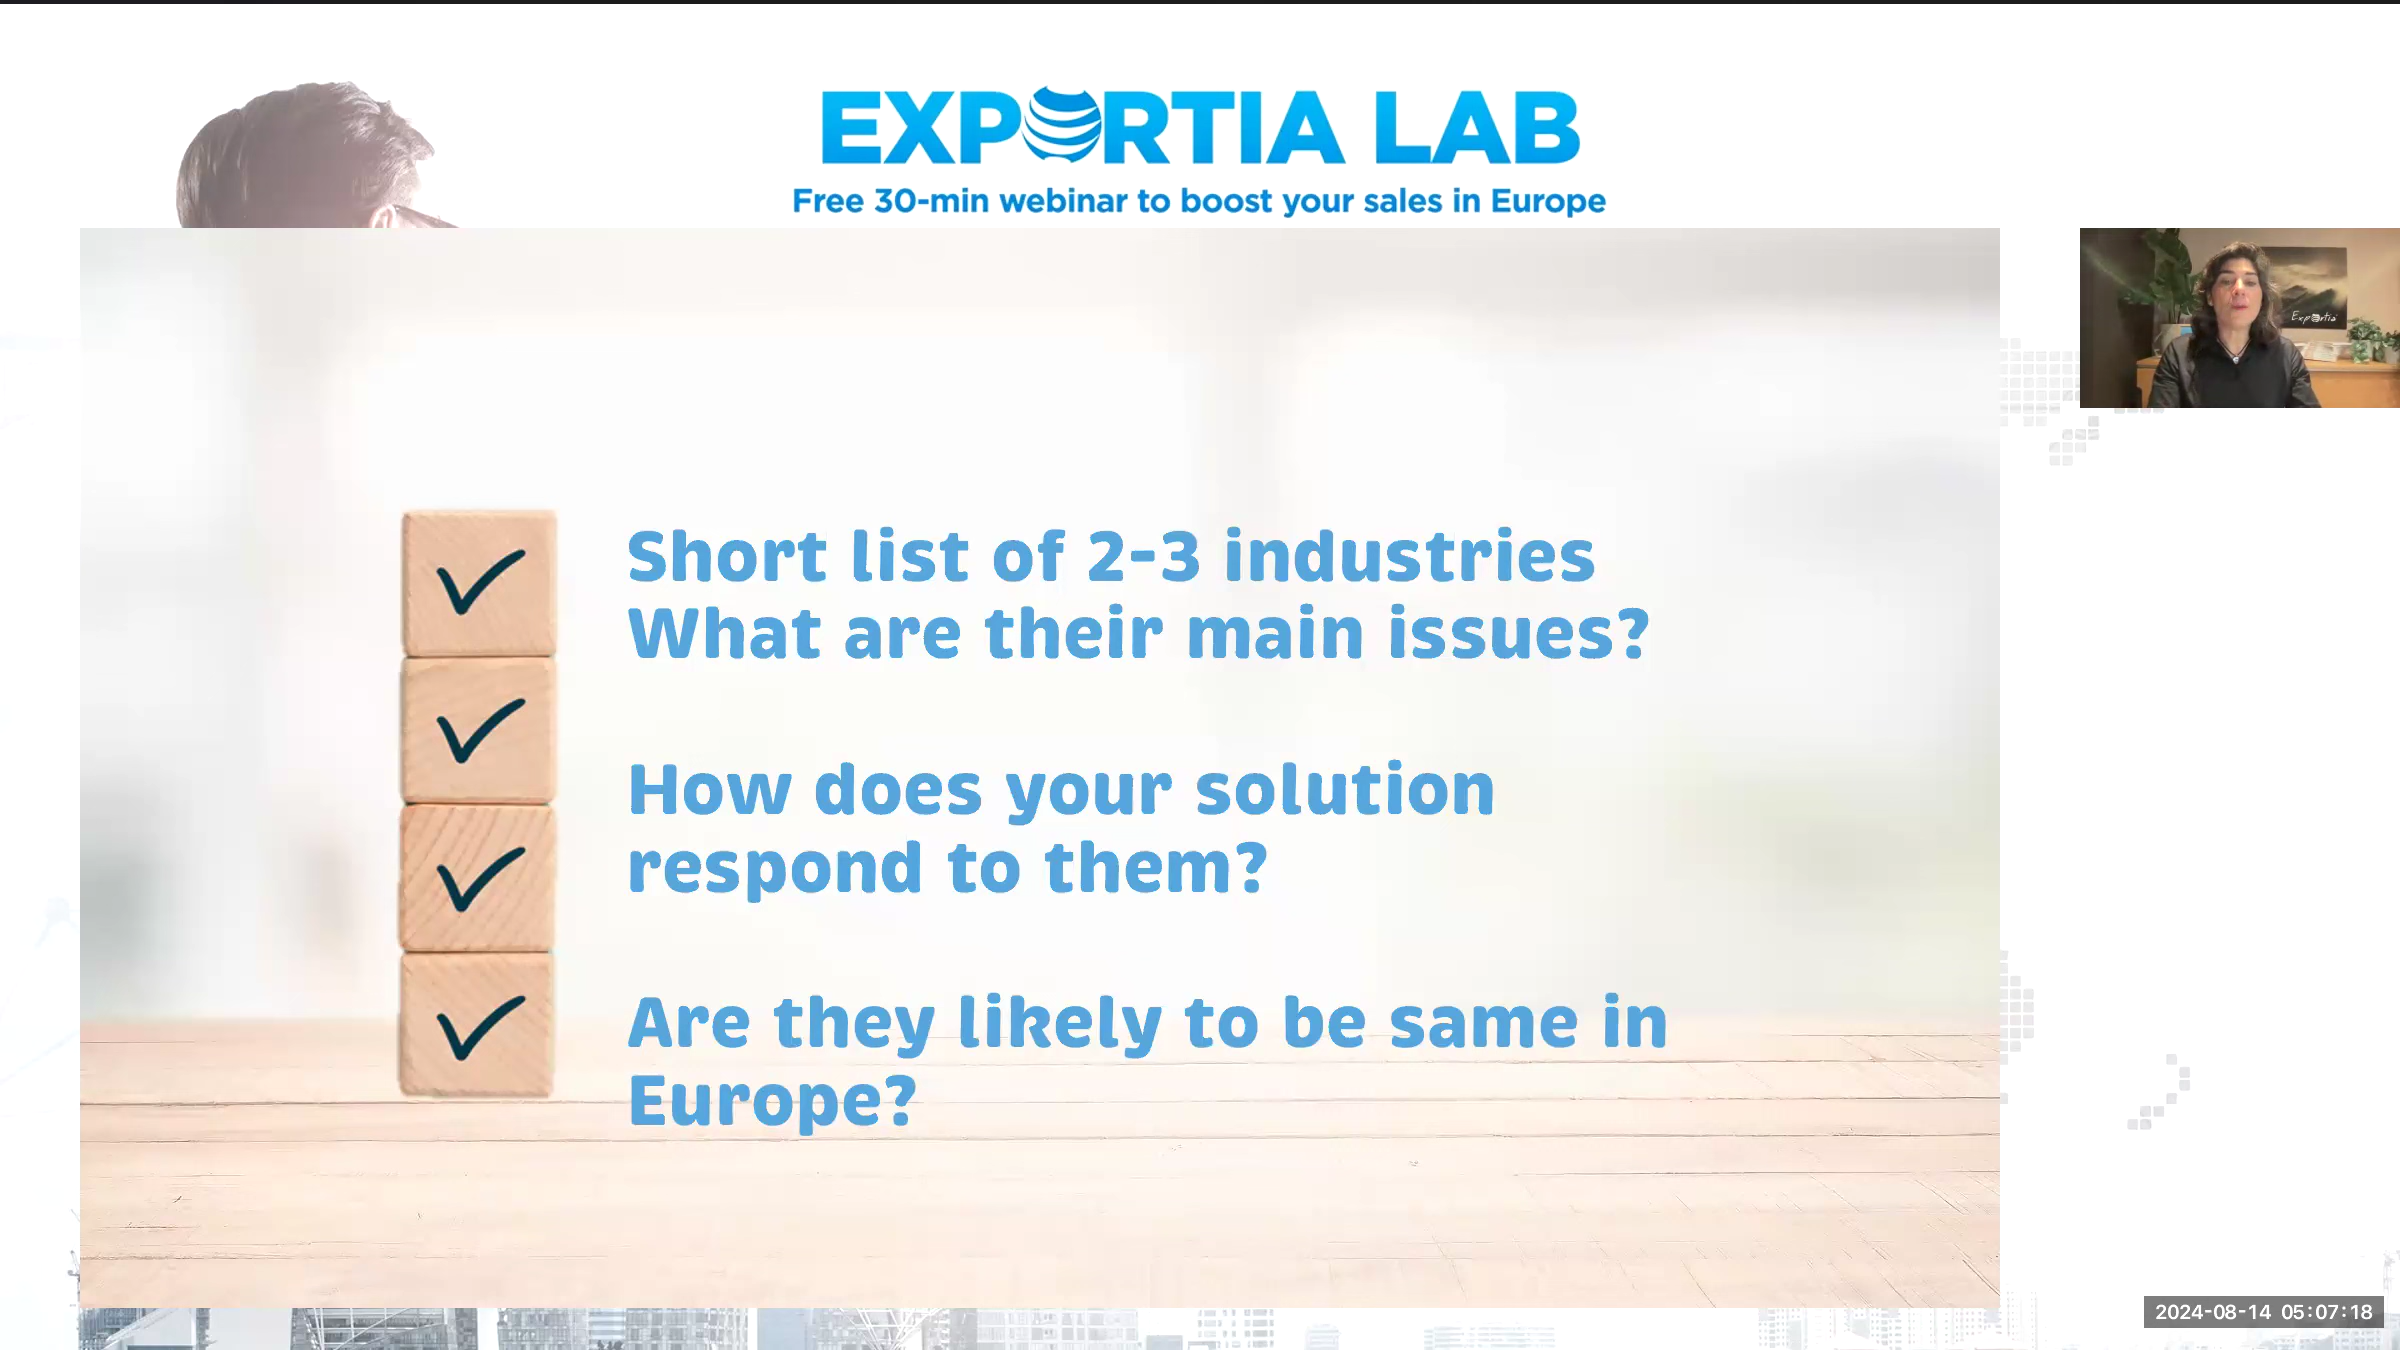 EXPORTIA LAB
Free 30-min webinar to boost your sales in Europe
Exportia
Short list of 2-3 industries
What are their main issues?
How does your solution
respond to them?
Are they likely to be same in
Europe?
2024-08-14 05:07:18